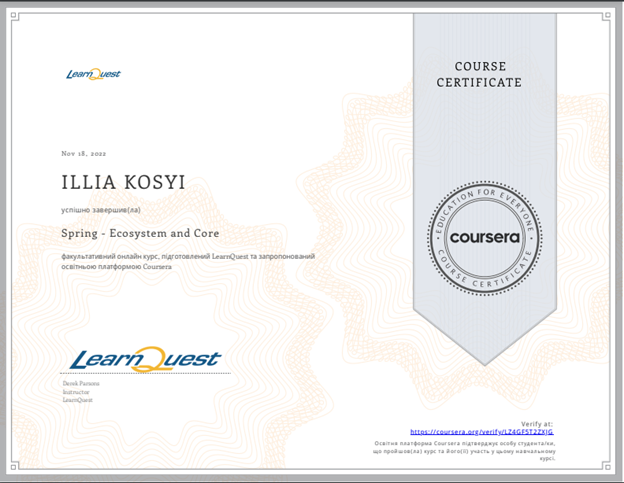 LearnQuest
COURSE
CERTIFICATE
Nov 18, 2022
ILLIA KOSYI
успішно завершив(ла)
Spring - Ecosystem and Core
факультативний онлайн курс, підготовлений LearnQuest та запропонований
освітньою платформою Coursera
EDUCATION FOR EVERYONE
coursera
COURSE CERTIFICATE
LearnQuest
Derek Parsons
Instructor
LearnQuest
Verify at:
https://coursera.org/verify/LZ4GFST2ZXJG
Освітня платформа Coursera підтверджує особу студента/ки,
що пройшов(ла) курс та його(її) участь у цьому навчальному
курсі.